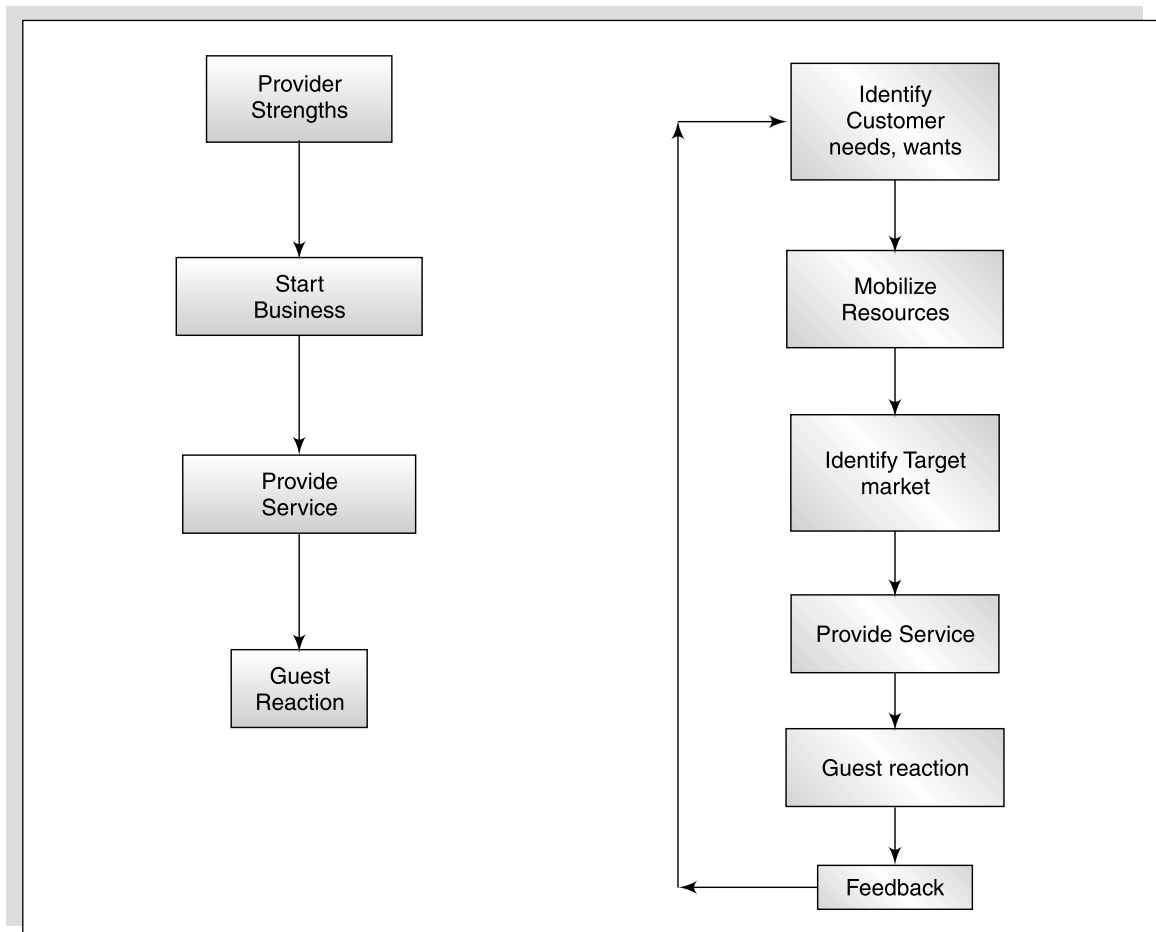 Provider
Strengths
Start
Business
Provide
Service
Guest
Reaction
Identify
Customer
needs, wants
Mobilize
Resources
Identify Target
market
Provide Service
Guest reaction
Feedback